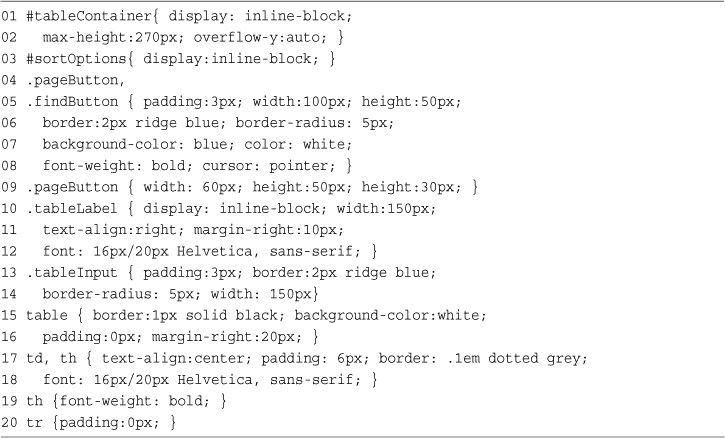 01 #tableContainer{ display: inline-block;
02   max-height:270px; overflow-y:auto; }
03 #sortOptions{ display:inline-block; }
04 .pageButton,
05 .findButton { padding:3px; width:100px; height:50px;
06   border:2px ridge blue; border-radius: 5px;
07   background-color: blue; color: white;
08   font-weight: bold; cursor: pointer; }
09 .pageButton { width: 60px; height:50px; height:30px; }
10 .tableLabel { display: inline-block; width:150px;
11   text-align:right; margin-right:10px;
12   font: 16px/20px Helvetica, sans-serif; }
13 .tableInput { padding:3px; border:2px ridge blue;
14   border-radius: 5px; width: 150px}
15 table { border:1px solid black; background-color:white;
16   padding:0px; margin-right:20px; }
17 td, th { text-align:center; padding: 6px; border: .1em dotted grey;
18   font: 16px/20px Helvetica, sans-serif; }
19 th {font-weight: bold; }
20 tr {padding:0px; }